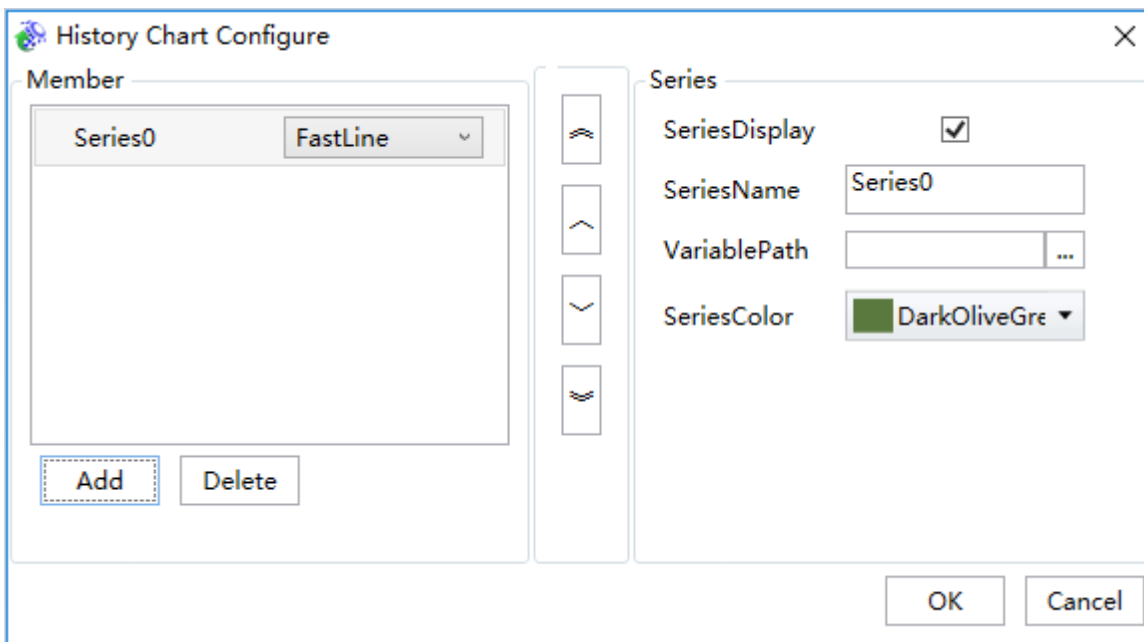 History Chart Configure
Member
Series0 FastLine
Add Delete
Series
SeriesDisplay
SeriesName Series0
VariablePath ...
SeriesColor DarkOliveGre
OK Cancel